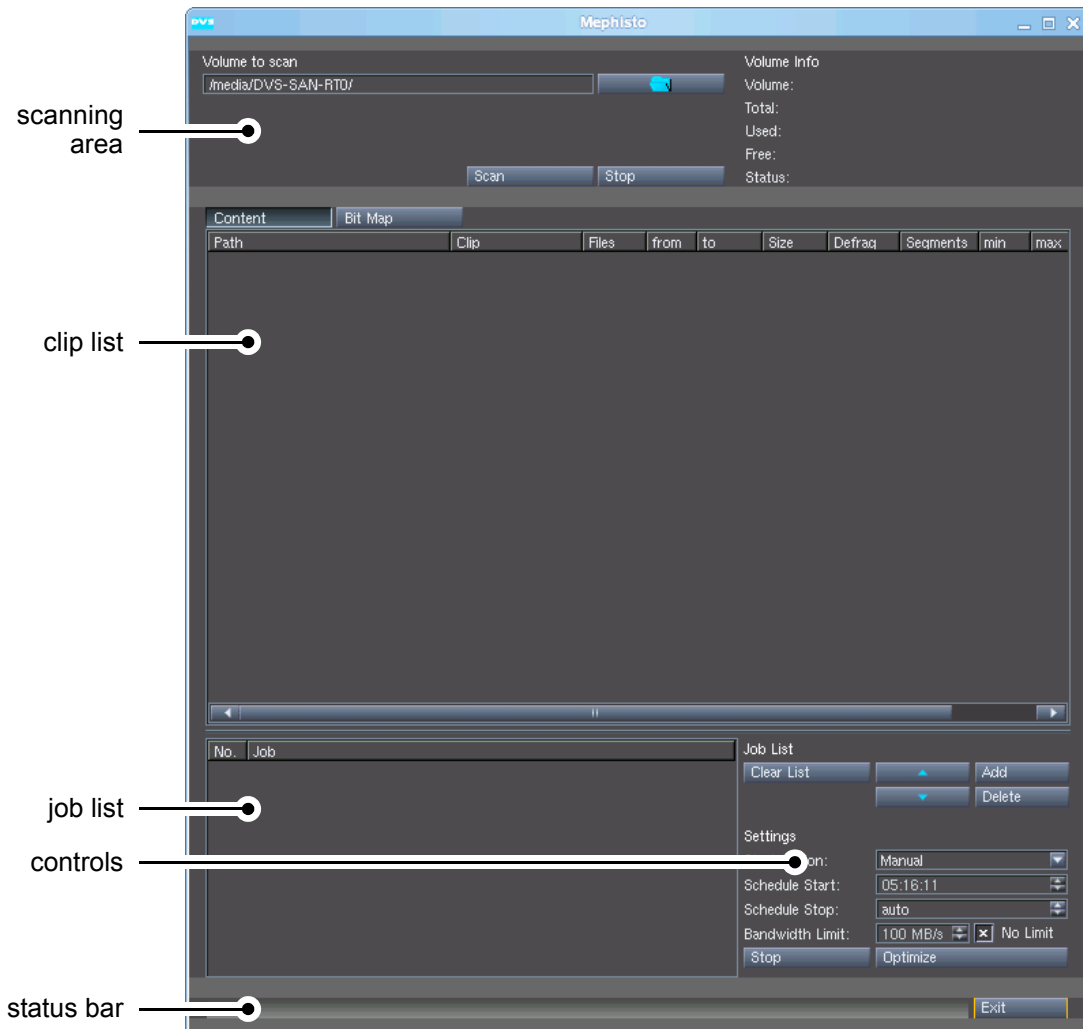 DVS
Mephisto
Volume to scan
/media/DVS-SAN-RT0/
Volume Info
Volume:
Total:
Used:
Free:
Status:
scanning
area
Scan Stop
Content Bit Map
Path Clip Files from to Size Defrag Segments min max
clip list
No. Job
Job List
Clear List Add
Delete
job list
Settings
controls
on: Manual
Schedule Start: 05:16:11
Schedule Stop: auto
Bandwidth Limit: 100 MB/s No Limit
Stop Optimize
status bar
Exit